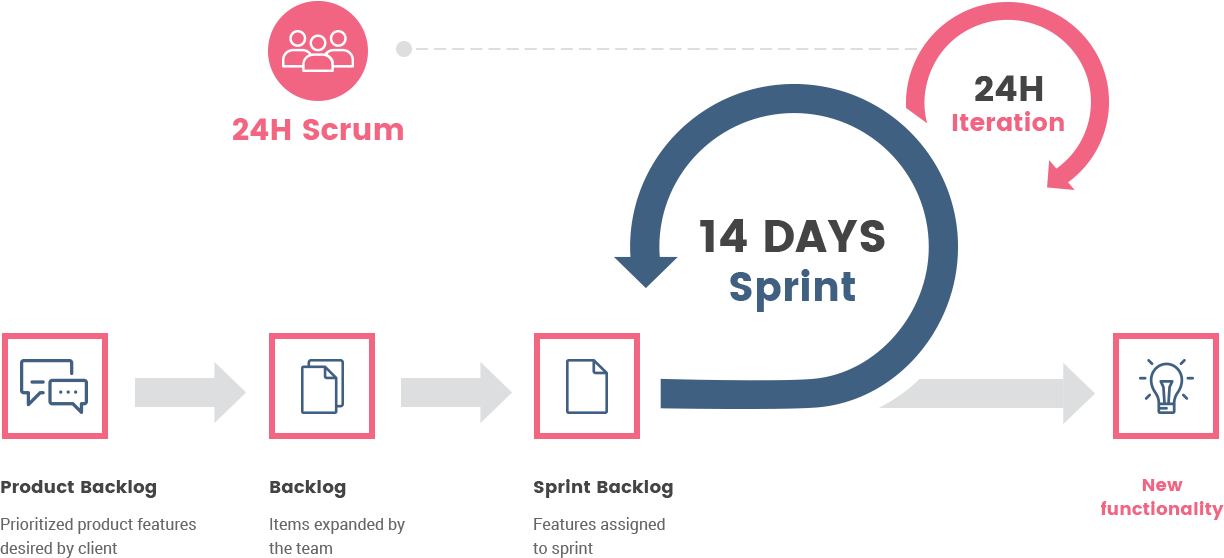 24H Scrum
24H
Iteration
14 DAYS
Sprint
Product Backlog
Prioritized product features
desired by client
Backlog
Items expanded by
the team
Sprint Backlog
Features assigned
to sprint
New
functionality